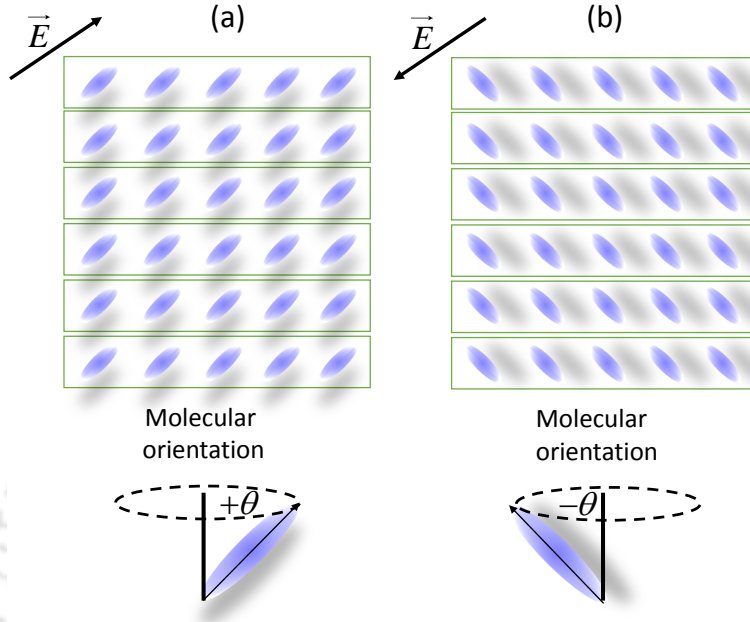 (a)
(b)
E
E
Molecular
orientation
Molecular
orientation
+θ
−θ